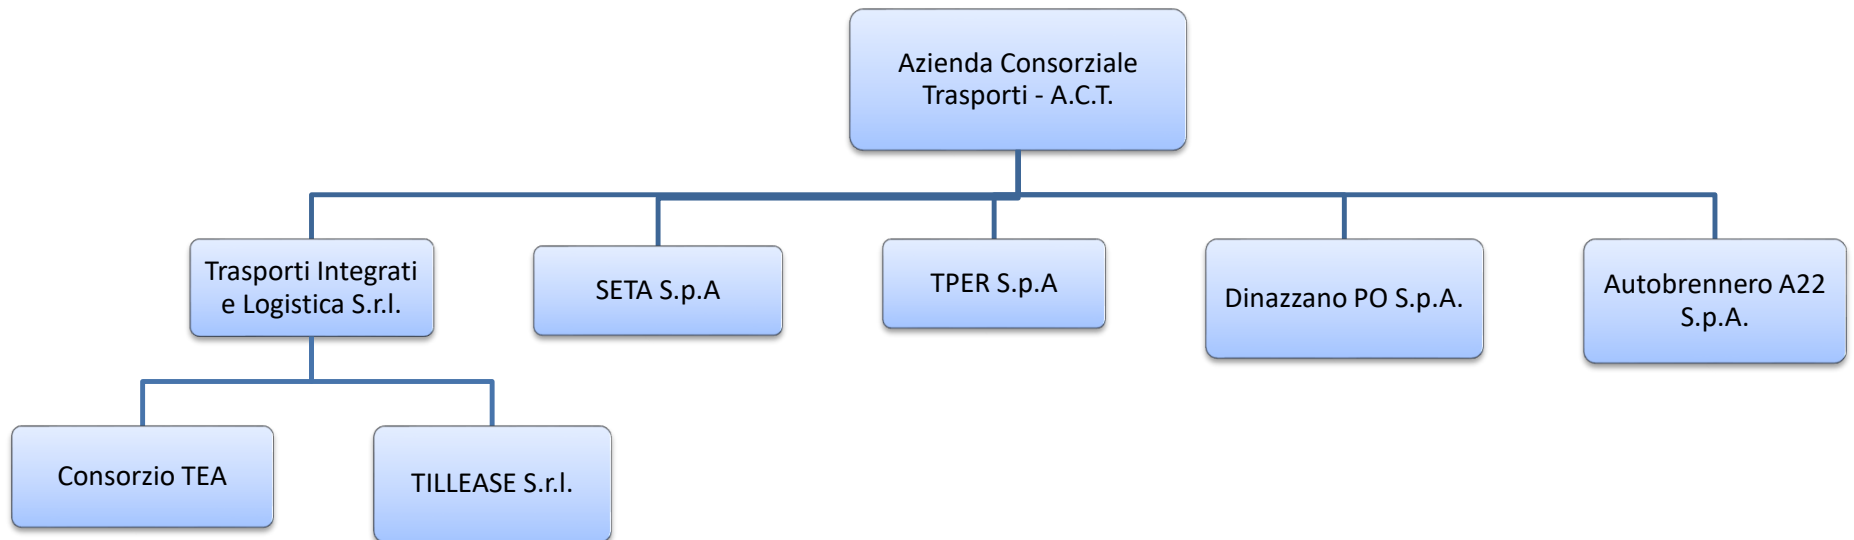 Azienda Consorziale
Trasporti - A.C.T.
Trasporti Integrati
e Logistica S.r.l.
SETA S.p.A
TPER S.p.A
Dinazzano PO S.p.A.
Autobrennero A22
S.p.A.
Consorzio TEA
TILLEASE S.r.l.